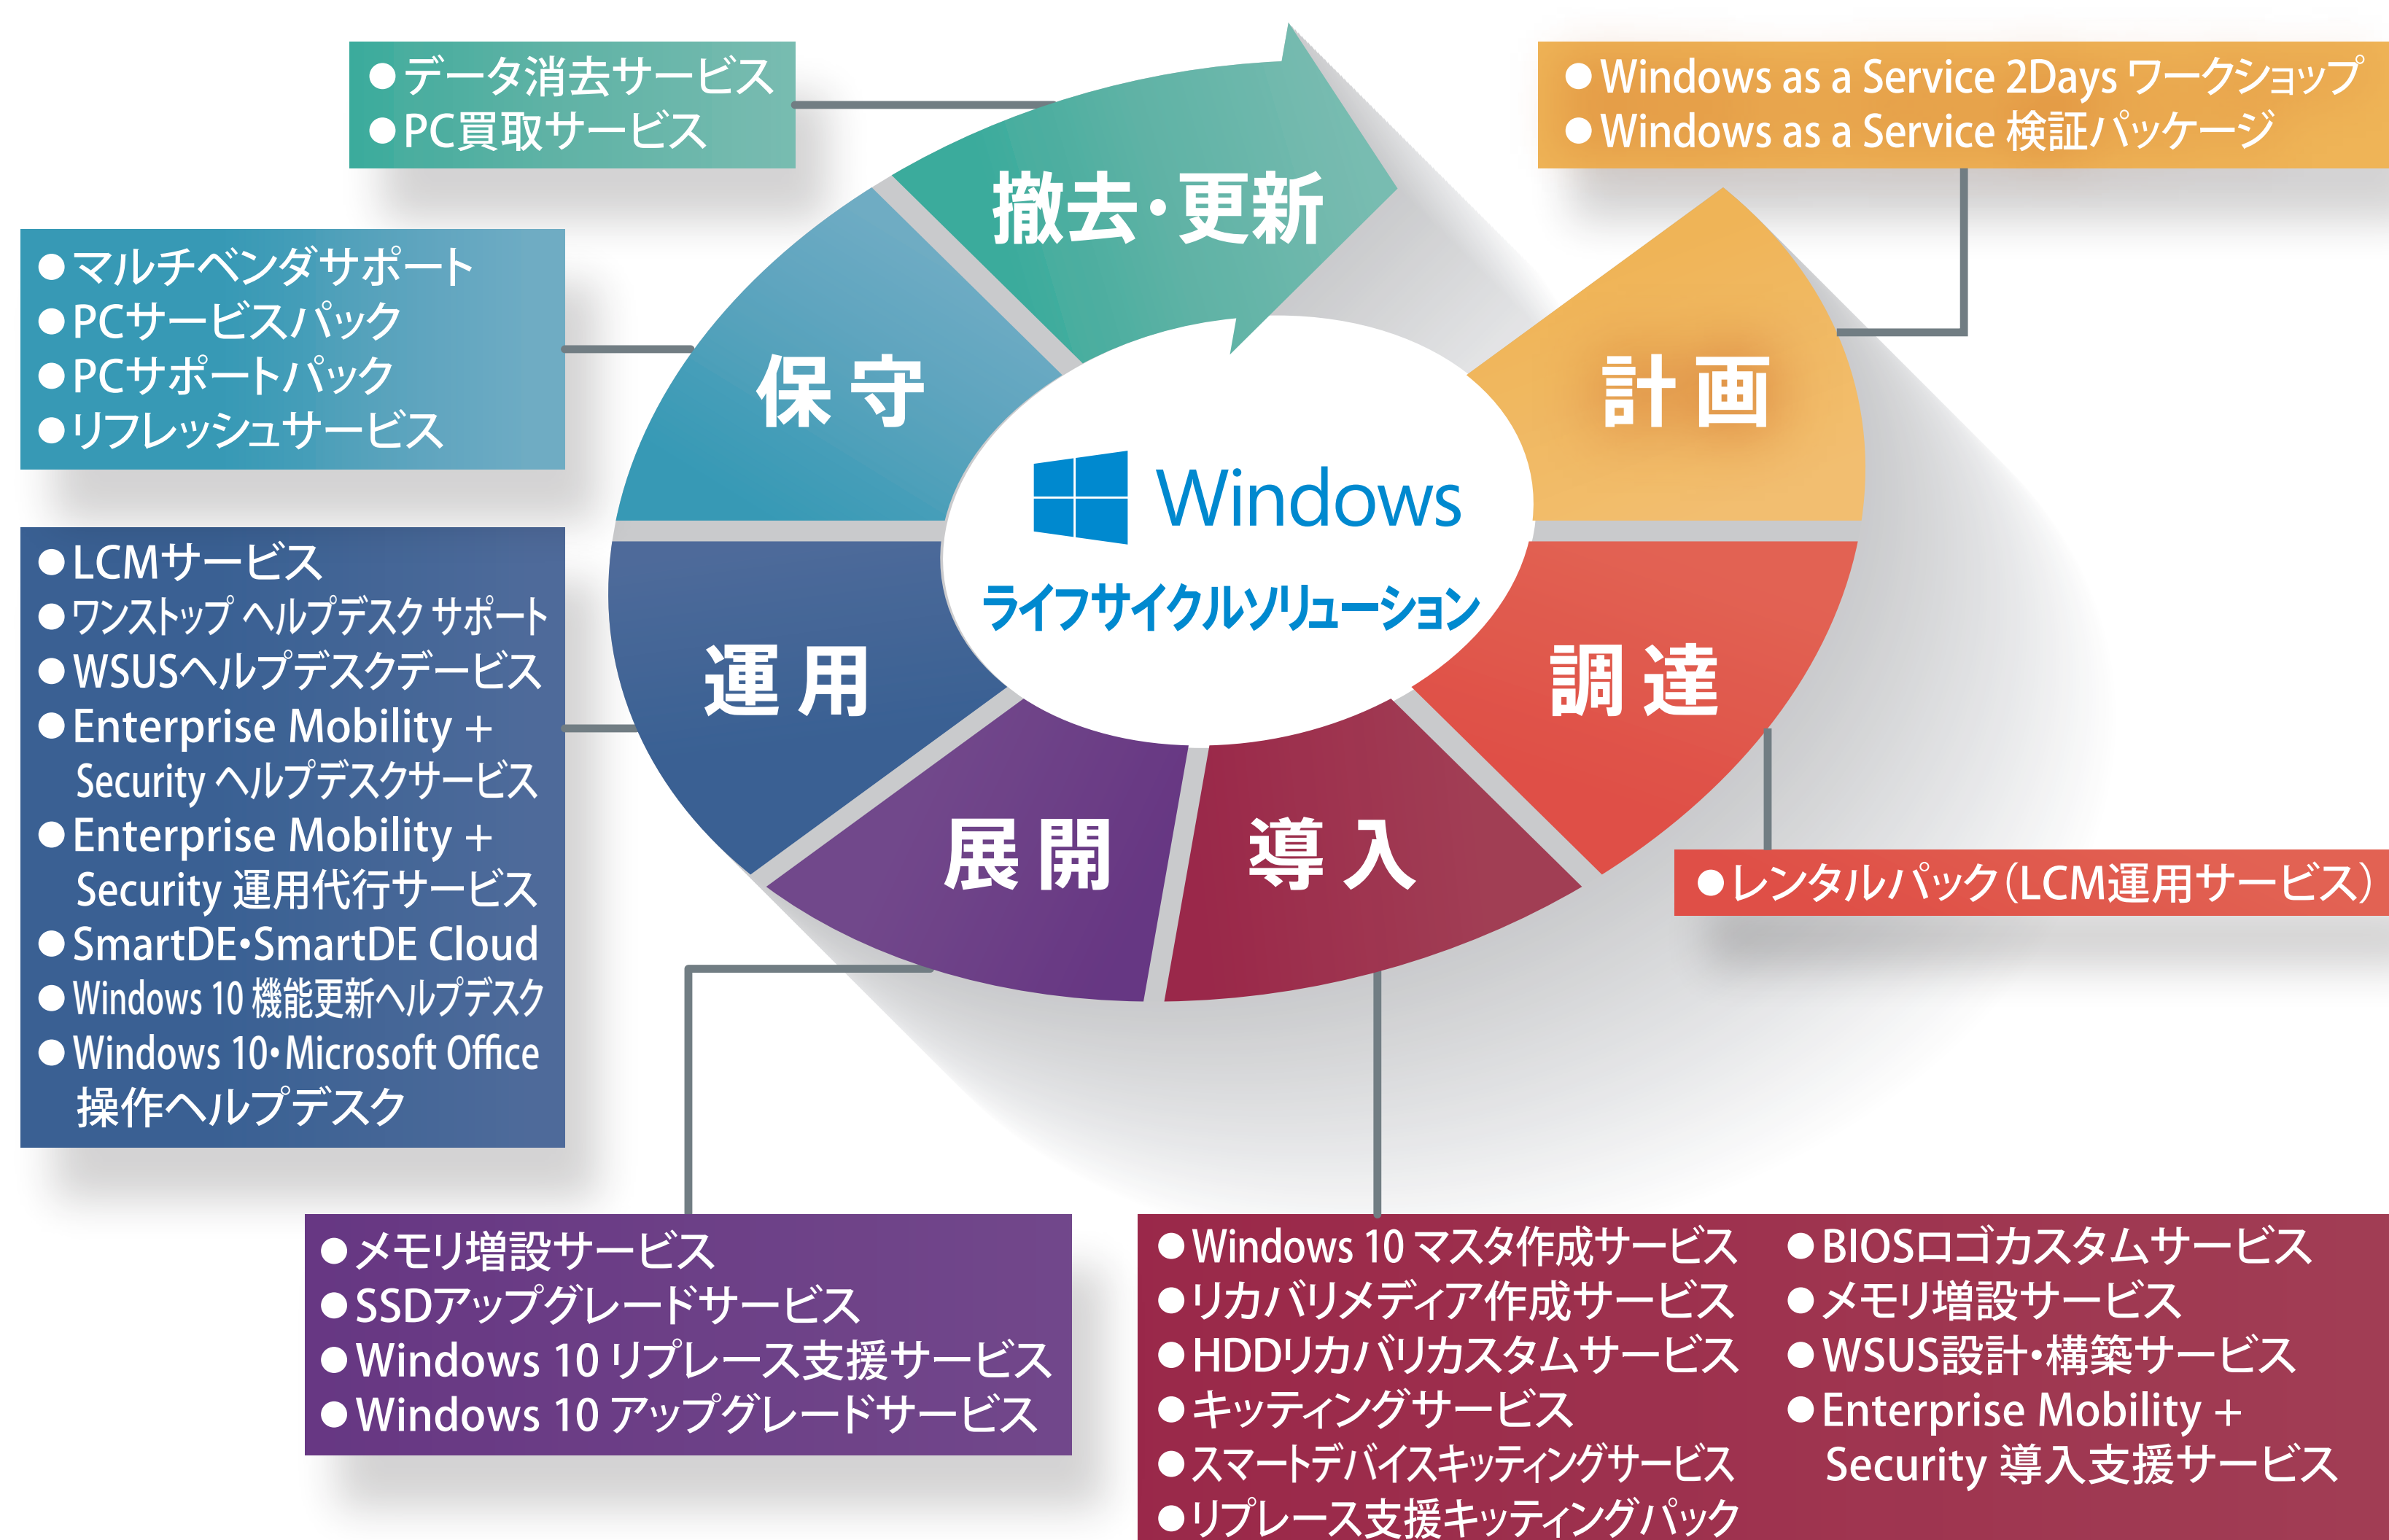 ●データ消去サービス
●PC買取サービス
●Windows as a Service 2Days ワークショップ
●Windows as a Service 検証パッケージ
撤去・更新
計画
●マルチベンダサポート
●PCサービスパック
●PCサポートパック
●リフレッシュサービス
保守
Windows
ライフサイクルソリューション
●LCMサービス
●ワンストップ ヘルプデスク サポート
●WSUSヘルプデスクデービス
●Enterprise Mobility +
Security ヘルプデスクサービス
●Enterprise Mobility +
Security 運用代行サービス
●SmartDE・SmartDE Cloud
●Windows 10 機能更新ヘルプデスク
●Windows 10・Microsoft Office
操作ヘルプデスク
運用
調達
展開
導入
●レンタルパック(LCM運用サービス)
●メモリ増設サービス
●SSDアップグレードサービス
●Windows 10 リプレース支援サービス
●Windows 10 アップグレードサービス
●Windows 10 マスタ作成サービス
●リカバリメディア作成サービス
●HDDリカバリカスタムサービス
●キッティングサービス
●スマートデバイスキッティングサービス
●リプレース支援キッティングパック
●BIOSロゴカスタムサービス
●メモリ増設サービス
●WSUS設計・構築サービス
●Enterprise Mobility +
Security 導入支援サービス